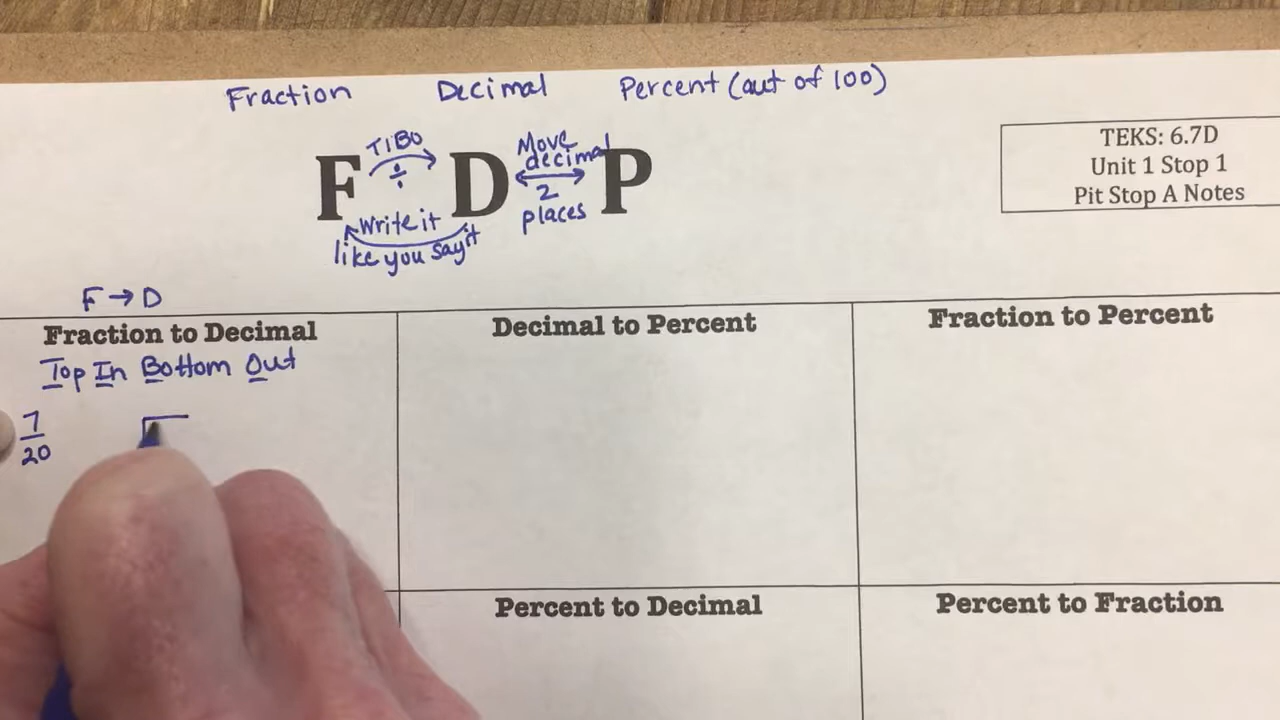 Fraction Decimal Percent (out of 100)
TIBO Move
decimal
F ÷ D 2 P
places
Write it
like you say it
TEKS: 6.7D
Unit 1 Stop 1
Pit Stop A Notes
F → D
Fraction to Decimal
Top In Bottom Out
7
20
Decimal to Percent
Fraction to Percent
Percent to Decimal
Percent to Fraction